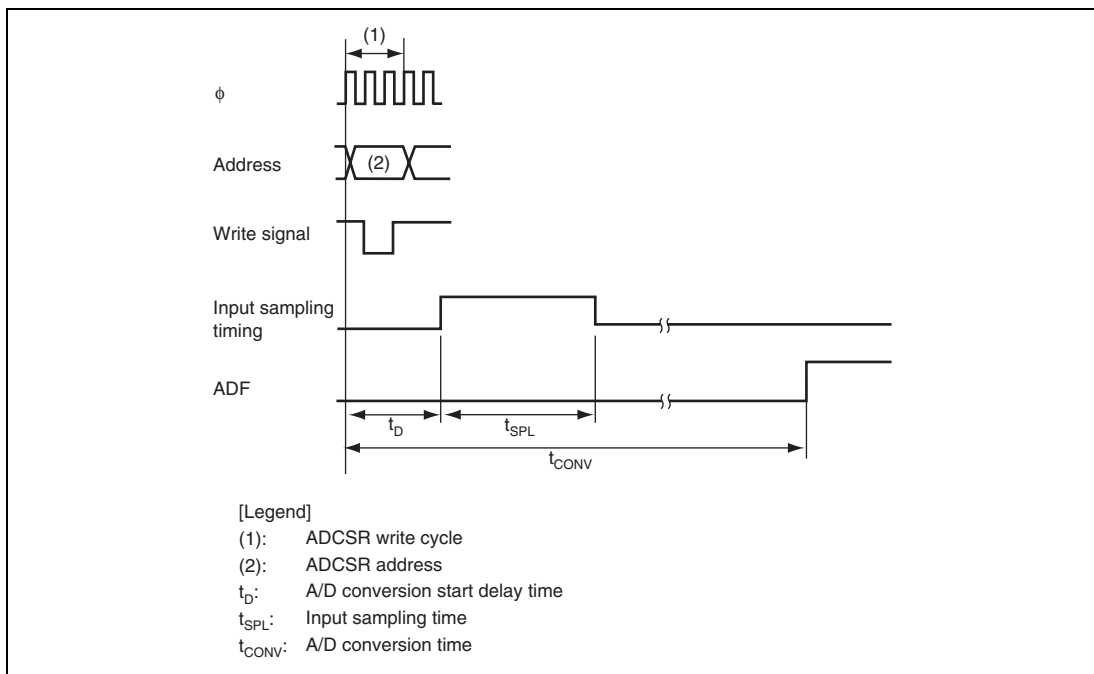 (1)
ϕ
Address
(2)
Write signal
Input sampling
timing
ADF
tD
tSPL
tCONV
[Legend]
(1): ADCSR write cycle
(2): ADCSR address
tD: A/D conversion start delay time
tSPL: Input sampling time
tCONV: A/D conversion time